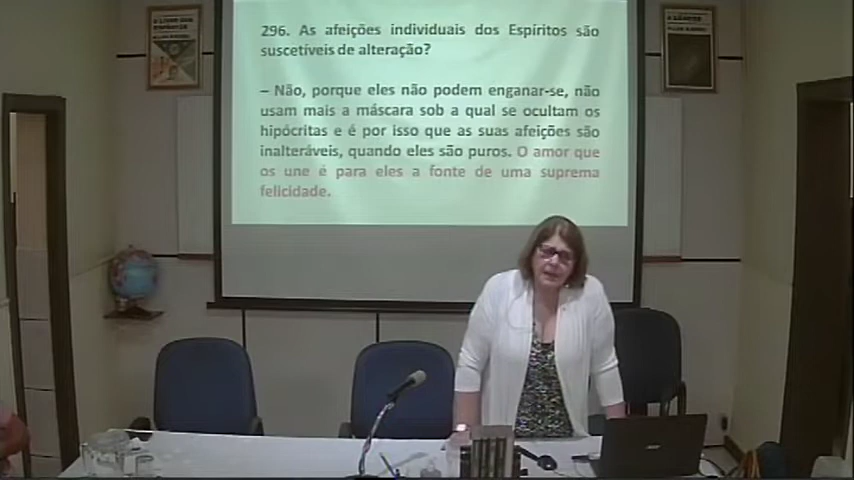 296. As afeições individuais dos Espíritos são
suscetíveis de alteração?
– Não, porque eles não podem enganar-se, não
usam mais a máscara sob a qual se ocultam os
hipócritas e é por isso que as suas afeições são
inalteráveis, quando eles são puros. O amor que
os une é para eles a fonte de uma suprema
felicidade.
acer